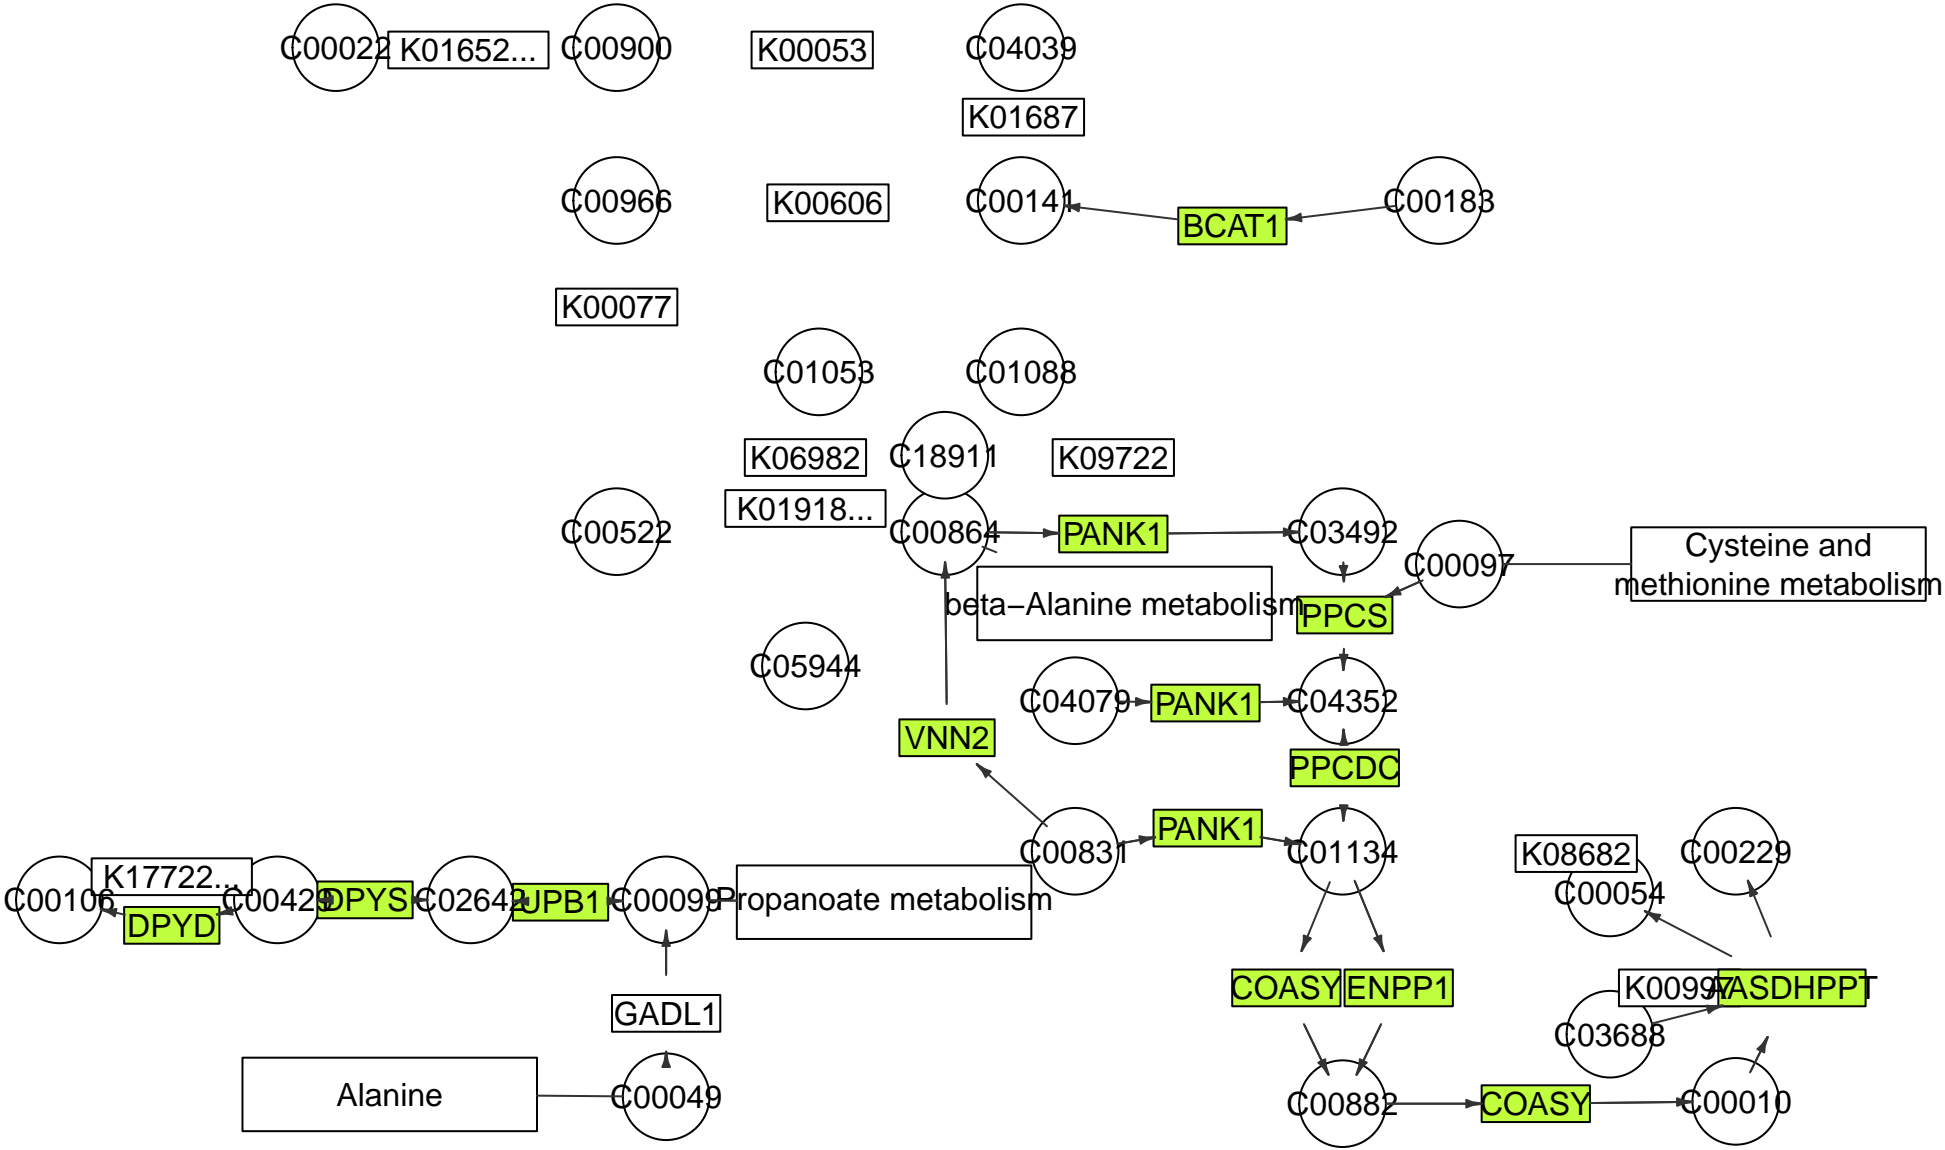 C00022
K01652...
C00900
K00053
C04039
K01687
C00966
K00606
C00141
BCAT1
C00183
K00077
C01053
C01088
K06982
C18911
K09722
K01918...
C00522
C00864
PANK1
C03492
C00097
Cysteine and
methionine metabolism
beta−Alanine metabolism
PPCS
C05944
C04079
PANK1
C04352
VNN2
PPCDC
C00831
PANK1
C01134
K08682
C00229
C00054
K17722...
C00106
DPYD
C00429
DPYS
C02642
UPB1
C00099
Propanoate metabolism
COASY
ENPP1
K00997
AASDHPPT
GADL1
C03688
Alanine
C00049
C00882
COASY
C00010